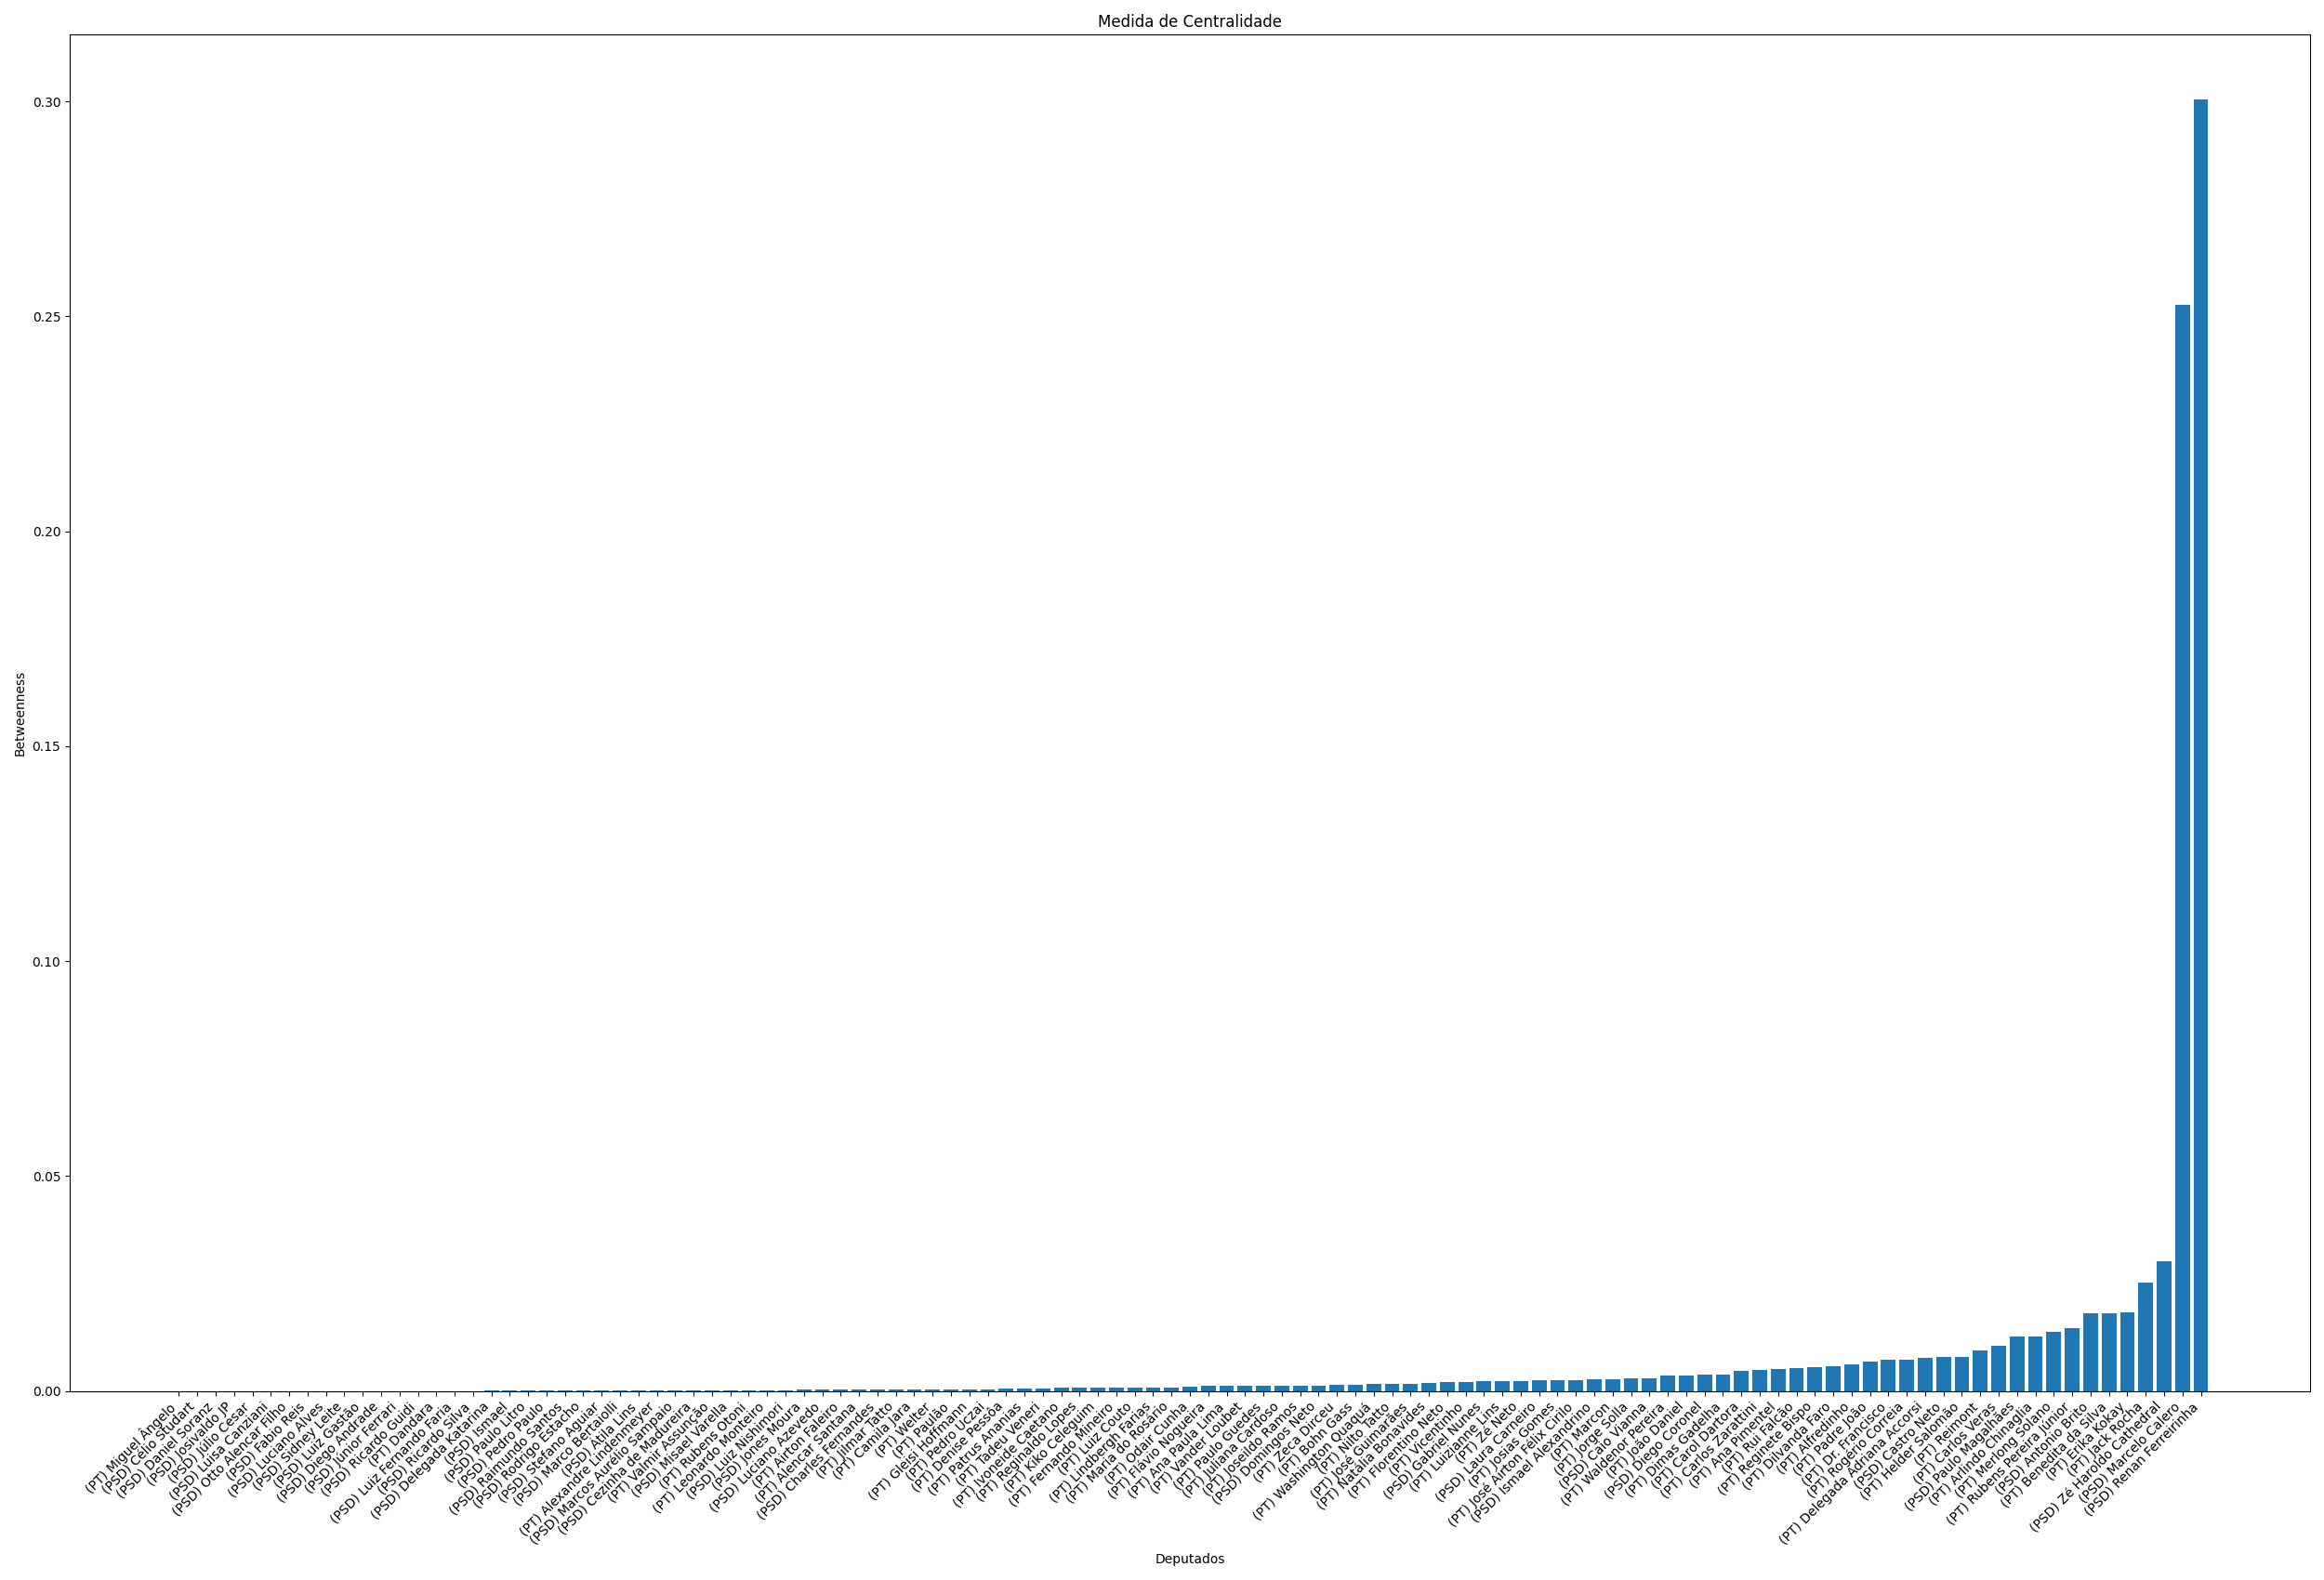 Medida de Centralidade
Betweenness
0.30
0.25
0.20
0.15
0.10
0.05
0.00
(PT) Miguel Ângelo
(PSD) Célio Studart
(PSD) Daniel Soranz
(PSD) Josivaldo JP
(PSD) Júlio Cesar
(PSD) Luisa Canziani
(PSD) Otto Alencar Filho
(PSD) Fabio Reis
(PSD) Luciano Alves
(PSD) Sidney Leite
(PSD) Luiz Gastão
(PSD) Diego Andrade
(PSD) Júnior Ferrari
(PSD) Ricardo Guidi
(PT) Dandara
(PSD) Luiz Fernando Faria
(PSD) Ricardo Silva
(PSD) Delegada Katarina
(PSD) Ismael
(PSD) Paulo Litro
(PSD) Pedro Paulo
(PSD) Raimundo Santos
(PSD) Rodrigo Estacho
(PSD) Stefano Aguiar
(PSD) Marco Bertaiolli
(PSD) Átila Lins
(PT) Alexandre Lindenmeyer
(PSD) Marcos Aurélio Sampaio
(PSD) Cezinha de Madureira
(PT) Valmir Assunção
(PSD) Misael Varella
(PT) Rubens Otoni
(PT) Leonardo Monteiro
(PSD) Luiz Nishimori
(PSD) Jones Moura
(PSD) Luciano Azevedo
(PT) Airton Faleiro
(PT) Alencar Santana
(PSD) Charles Fernandes
(PT) Jilmar Tatto
(PT) Camila Jara
(PT) Welter
(PT) Paulão
(PT) Gleisi Hoffmann
(PT) Pedro Uczai
(PT) Denise Pessôa
(PT) Patrus Ananias
(PT) Tadeu Veneri
(PT) Ivoneide Caetano
(PT) Reginaldo Lopes
(PT) Kiko Celeguim
(PT) Fernando Mineiro
(PT) Luiz Couto
(PT) Lindbergh Farias
(PT) Maria do Rosário
(PT) Odair Cunha
(PT) Flávio Nogueira
(PT) Ana Paula Lima
(PT) Vander Loubet
(PT) Paulo Guedes
(PT) Juliana Cardoso
(PT) Joseildo Ramos
(PSD) Domingos Neto
(PT) Zeca Dirceu
(PT) Bohn Gass
(PT) Washington Quaquá
(PT) Nilto Tatto
(PT) José Guimarães
(PT) Natália Bonavides
(PT) Florentino Neto
(PT) Vicentinho
(PSD) Gabriel Nunes
(PT) Luizianne Lins
(PT) Zé Neto
(PSD) Laura Carneiro
(PT) Josias Gomes
(PT) José Airton Félix Cirilo
(PSD) Ismael Alexandrino
(PT) Marcon
(PT) Jorge Solla
(PSD) Caio Vianna
(PT) Waldenor Pereira
(PT) João Daniel
(PSD) Diego Coronel
(PT) Dimas Gadelha
(PT) Carol Dartora
(PT) Carlos Zarattini
(PT) Ana Pimentel
(PT) Rui Falcão
(PT) Reginete Bispo
(PT) Dilvanda Faro
(PT) Alfredinho
(PT) Padre João
(PT) Dr. Francisco
(PT) Rogério Correia
(PT) Delegada Adriana Accorsi
(PSD) Castro Neto
(PT) Helder Salomão
(PT) Reimont
(PT) Carlos Veras
(PSD) Paulo Magalhães
(PT) Arlindo Chinaglia
(PT) Merlong Solano
(PT) Rubens Pereira Júnior
(PSD) Antonio Brito
(PT) Benedita da Silva
(PT) Erika Kokay
(PT) Jack Rocha
(PSD) Zé Haroldo Cathedral
(PSD) Marcelo Calero
(PSD) Renan Ferreirinha
Deputados